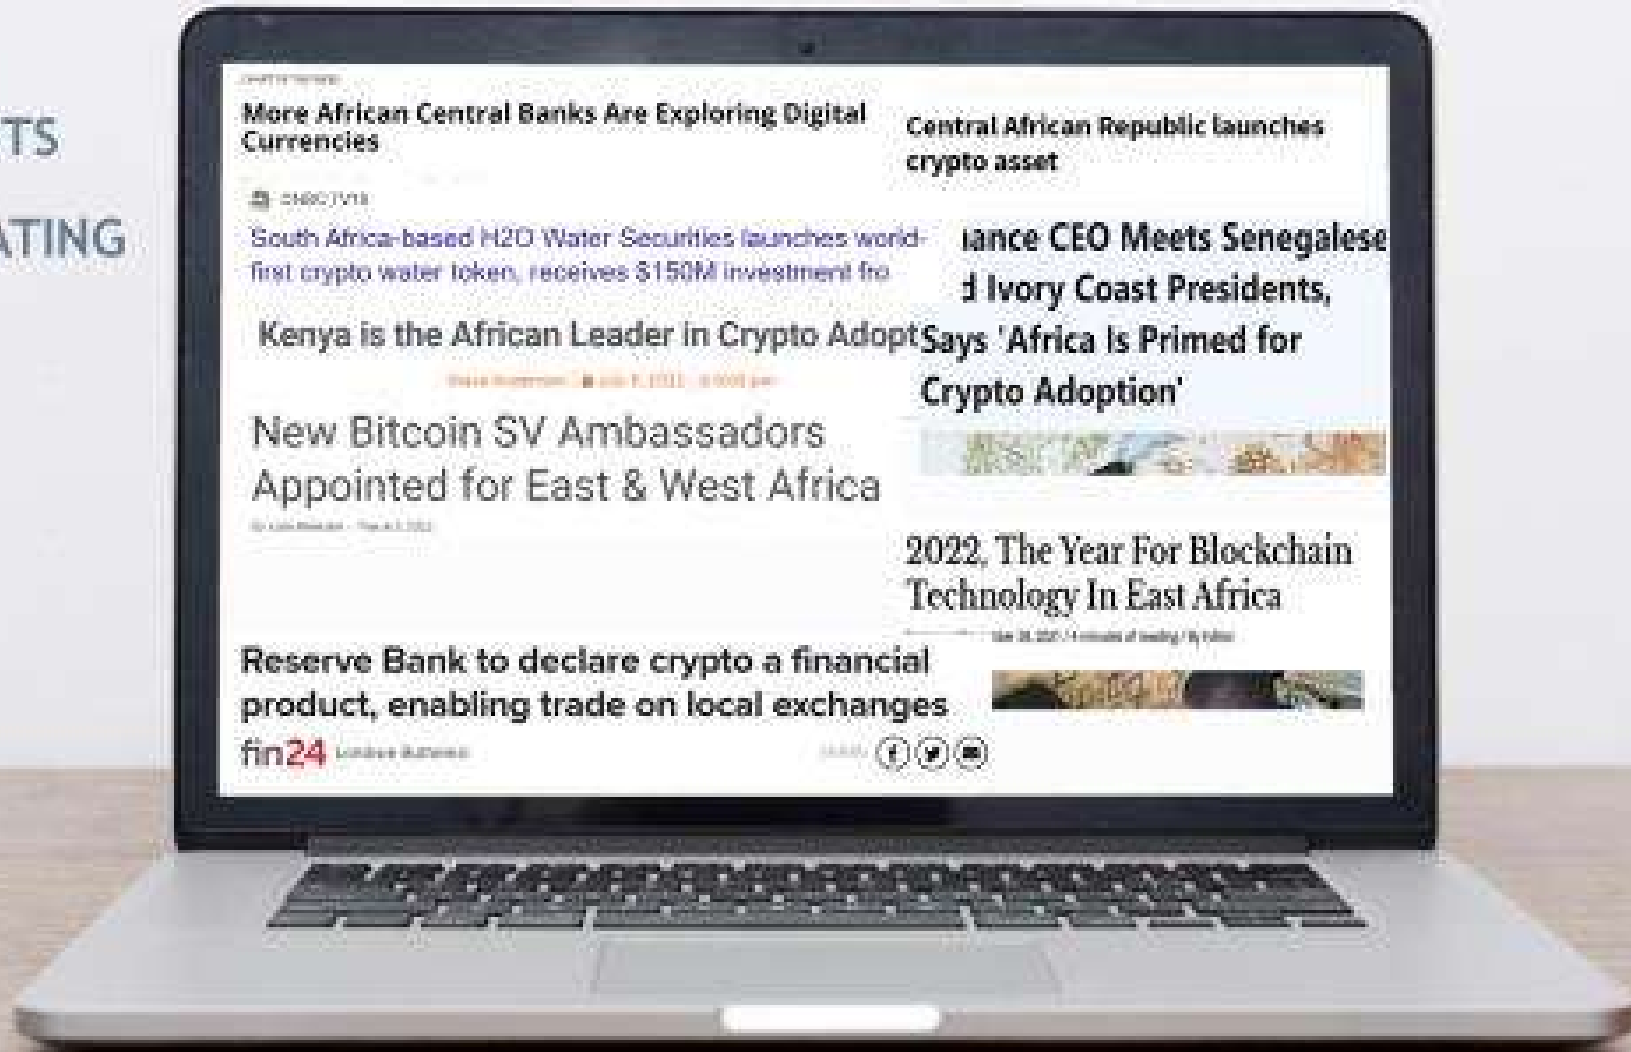 TS
ATING
More African Central Banks Are Exploring Digital
Currencies
CNBC TV18
South Africa-based H2O Water Securities launches world-
first crypto water token, receives $150M investment fro
Kenya is the African Leader in Crypto Adopt
New Bitcoin SV Ambassadors
Appointed for East & West Africa
Reserve Bank to declare crypto a financial
product, enabling trade on local exchanges
fin24
Central African Republic launches
crypto asset
ance CEO Meets Senegalese
d Ivory Coast Presidents,
Says 'Africa Is Primed for
Crypto Adoption'
2022, The Year For Blockchain
Technology In East Africa